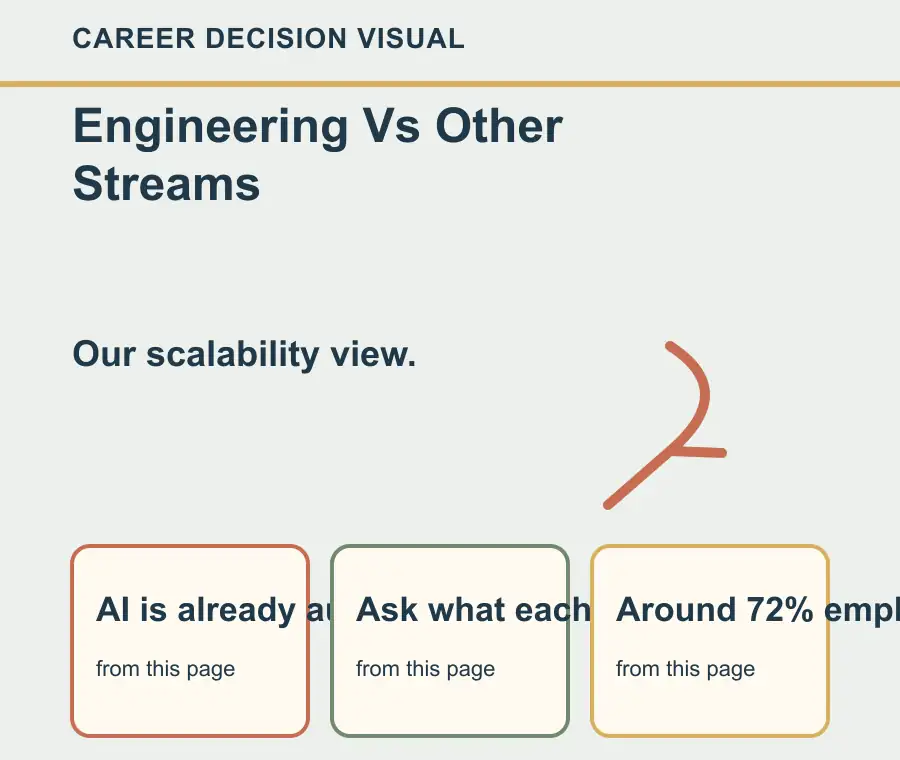 CAREER DECISION VISUAL
Engineering Vs Other
Streams
Our scalability view.
AI is already
Ask what each
Around 72%
from this page
from this page
from this page